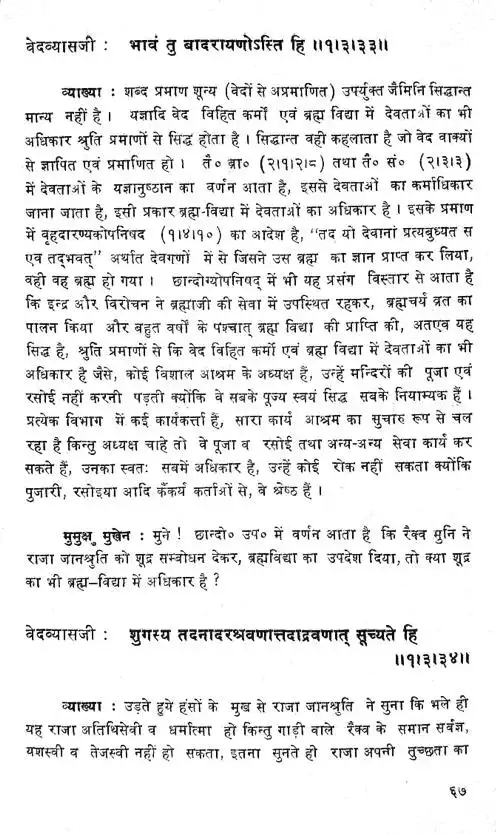 वेदव्यासजी : भावं तु बादरायणोऽस्ति हि ॥१।३।३३॥
व्याख्या : शब्द प्रमाण शून्य (वेदों से अप्रमाणित) उपर्युक्त जैमिनि सिद्धान्त
मान्य नहीं है । यज्ञादि वेद विहित कर्मों एवं ब्रह्म विद्या में देवताओं का भी
अधिकार श्रुति प्रमाणों से सिद्ध होता है । सिद्धान्त वही कहलाता है जो वेद वाक्यों
से ज्ञापित एवं प्रमाणित हो । तै० ब्रा० (२।१।२।८) तथा तै० सं० (२।३।३)
में देवताओं के यज्ञानुष्ठान का वर्णन आता है, इससे देवताओं का कर्माधिकार
जाना जाता है, इसी प्रकार ब्रह्म-विद्या में देवताओं का अधिकार है । इसके प्रमाण
में वृहदारण्यकोपनिषद (१।४।१०) का आदेश है, "तद यो देवानां प्रत्यबुध्यत स
एव तद्भवत्" अर्थात देवगणों में से जिसने उस ब्रह्म का ज्ञान प्राप्त कर लिया,
वही वह ब्रह्म हो गया । छान्दोग्योपनिषद् में भी यह प्रसंग विस्तार से आता है
कि इन्द्र और विरोचन ने ब्रह्माजी की सेवा में उपस्थित रहकर, ब्रह्मचर्य व्रत का
पालन किया और बहुत वर्षों के पश्चात् ब्रह्म विद्या की प्राप्ति की, अतएव यह
सिद्ध है, श्रुति प्रमाणों से कि वेद विहित कर्मों एवं ब्रह्म विद्या में देवताओं का भी
अधिकार है जैसे, कोई विशाल आश्रम के अध्यक्ष हैं, उन्हें मन्दिरों की पूजा एवं
रसोई नहीं करनी पड़ती क्योंकि वे सबके पूज्य स्वयं सिद्ध सबके नियाम्यक हैं ।
प्रत्येक विभाग में कई कार्यकर्त्ता हैं, सारा कार्य आश्रम का सुचारु रूप से चल
रहा है किन्तु अध्यक्ष चाहे तो वे पूजा व रसोई तथा अन्य-अन्य सेवा कार्य कर
सकते हैं, उनका स्वतः सबमें अधिकार है, उन्हें कोई रोक नहीं सकता क्योंकि
पुजारी, रसोइया आदि कैंकर्य कर्ताओं से, वे श्रेष्ठ हैं ।
मुमुक्षु मुखेन : मुने ! छान्दो० उप० में वर्णन आता है कि रैक्व मुनि ने
राजा जानश्रुति को शूद्र सम्बोधन देकर, ब्रह्मविद्या का उपदेश दिया, तो क्या शूद्र
का भी ब्रह्म–विद्या में अधिकार है ?
वेदव्यासजी : शुगस्य तदनादरश्रवणात्तदाद्रवणात् सूच्यते हि
॥१।३।३४॥
व्याख्या : उड़ते हुगे हंसों के मुख से राजा जानश्रुति ने सुना कि भले ही
यह राजा अतिथिसेवी व धर्मात्मा हो किन्तु गाड़ी वाले रैक्व के समान सर्वज्ञ,
यशस्वी व तेजस्वी नहीं हो सकता, इतना सुनते ही राजा अपनी तुच्छता का
६७